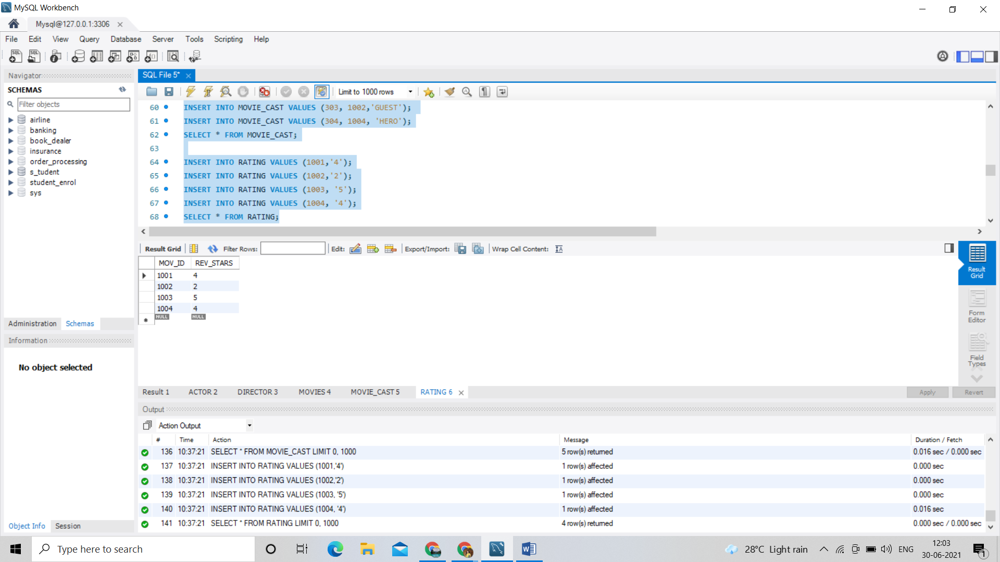 MySQL Workbench
Mysql@127.0.0.1:3306
File Edit View Query Database Server Tools Scripting Help
Navigator
SCHEMAS
Filter objects
airline
banking
book_dealer
insurance
order_processing
s_tudent
student_enrol
sys
Administration Schemas
Information
No object selected
Object Info Session
SQL File 5*
Limit to 1000 rows
60 INSERT INTO MOVIE_CAST VALUES (303, 1002,'GUEST');
61 INSERT INTO MOVIE_CAST VALUES (304, 1004, 'HERO');
62 SELECT * FROM MOVIE_CAST;
63
64 INSERT INTO RATING VALUES (1001,'4');
65 INSERT INTO RATING VALUES (1002,'2');
66 INSERT INTO RATING VALUES (1003, '5');
67 INSERT INTO RATING VALUES (1004, '4');
68 SELECT * FROM RATING;
Result Grid Filter Rows: Edit: Export/Import: Wrap Cell Content:
MOV_ID REV_STARS
1001 4
1002 2
1003 5
1004 4
NULL NULL
Result
Grid
Form
Editor
Field
Types
Result 1 ACTOR 2 DIRECTOR 3 MOVIES 4 MOVIE_CAST 5 RATING 6
Apply Revert
Output
Action Output
# Time Action Message Duration / Fetch
136 10:37:21 SELECT * FROM MOVIE_CAST LIMIT 0, 1000 5 row(s) returned 0.016 sec / 0.000 sec
137 10:37:21 INSERT INTO RATING VALUES (1001,'4') 1 row(s) affected 0.000 sec
138 10:37:21 INSERT INTO RATING VALUES (1002,'2') 1 row(s) affected 0.000 sec
139 10:37:21 INSERT INTO RATING VALUES (1003, '5') 1 row(s) affected 0.000 sec
140 10:37:21 INSERT INTO RATING VALUES (1004, '4') 1 row(s) affected 0.016 sec
141 10:37:21 SELECT * FROM RATING LIMIT 0, 1000 4 row(s) returned 0.000 sec / 0.000 sec
Type here to search
28°C Light rain
ENG
12:03
30-06-2021
1